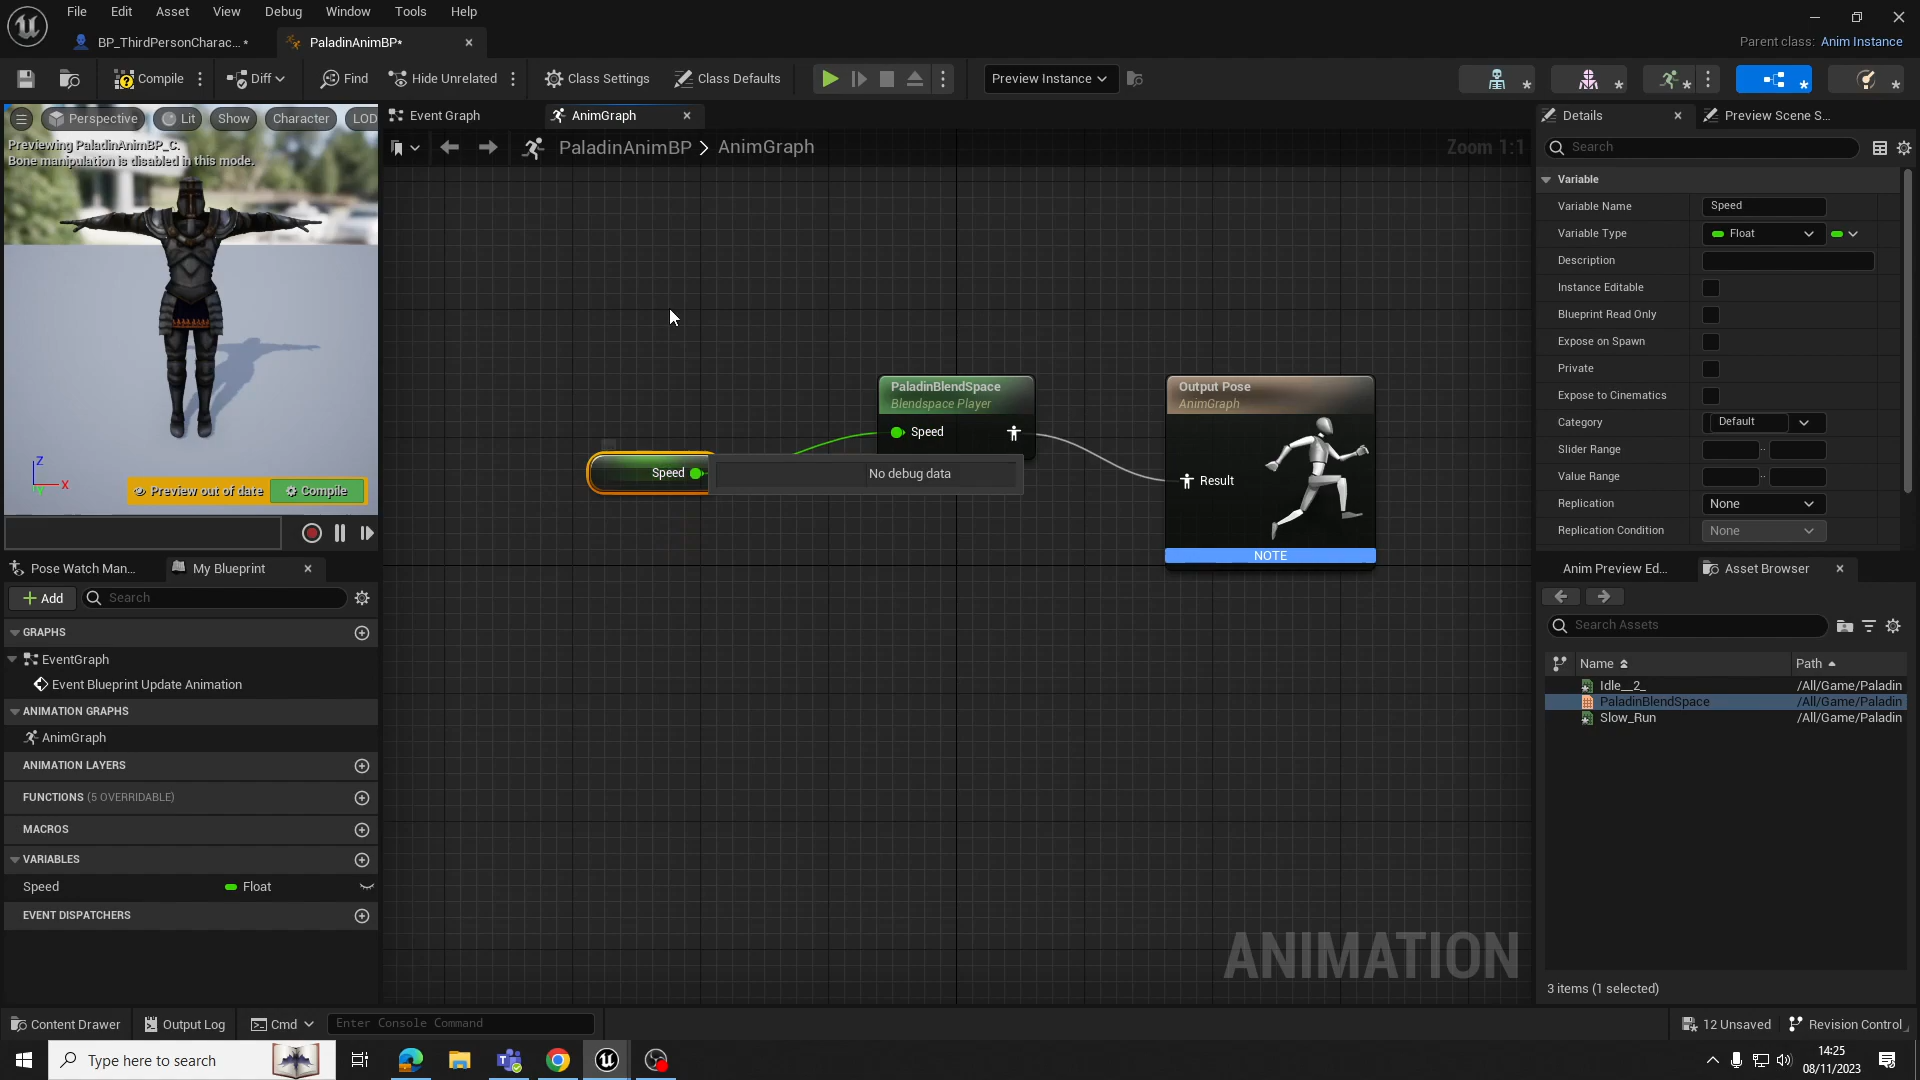 File Edit Asset View Debug Window Tools Help
BP_ThirdPersonCharac... *
PaladinAnimBP*
Parent class: Anim Instance
Compile
Diff
Find
Hide Unrelated
Class Settings
Class Defaults
Preview Instance
Perspective
Lit
Show
Character
LOD
Previewing PaladinAnimBP_C.
Bone manipulation is disabled in this mode.
Z
X
Y
Preview out of date
Compile
Event Graph
AnimGraph
PaladinAnimBP > AnimGraph
Zoom 1:1
PaladinBlendSpace
Blendspace Player
Speed
Speed
No debug data
Output Pose
AnimGraph
Result
NOTE
ANIMATION
Pose Watch Man...
My Blueprint
Add
Search
GRAPHS
EventGraph
Event Blueprint Update Animation
ANIMATION GRAPHS
AnimGraph
ANIMATION LAYERS
FUNCTIONS (5 OVERRIDABLE)
MACROS
VARIABLES
Speed Float
EVENT DISPATCHERS
Details
Preview Scene S...
Search
Variable
Variable Name Speed
Variable Type Float
Description
Instance Editable
Blueprint Read Only
Expose on Spawn
Private
Expose to Cinematics
Category Default
Slider Range ..
Value Range ..
Replication None
Replication Condition None
Anim Preview Ed...
Asset Browser
Search Assets
Name Path
Idle__2_ /All/Game/Paladin
PaladinBlendSpace /All/Game/Paladin
Slow_Run /All/Game/Paladin
3 items (1 selected)
Content Drawer
Output Log
Cmd
Enter Console Command
12 Unsaved
Revision Control
Type here to search
14:25
08/11/2023